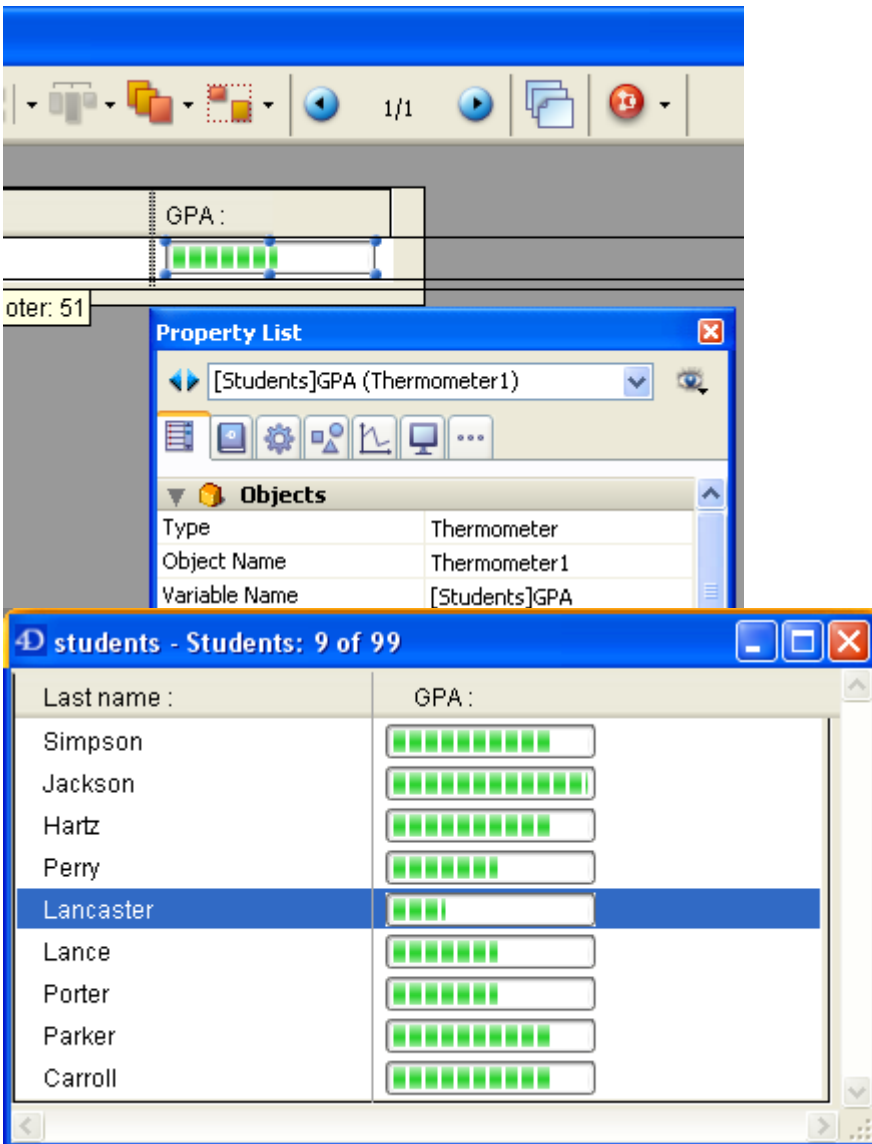 1/1
GPA :
oter: 51
Property List
[Students]GPA (Thermometer1)
Objects
Type Thermometer
Object Name Thermometer1
Variable Name [Students]GPA
4D students - Students: 9 of 99
Last name : GPA :
Simpson
Jackson
Hartz
Perry
Lancaster
Lance
Porter
Parker
Carroll